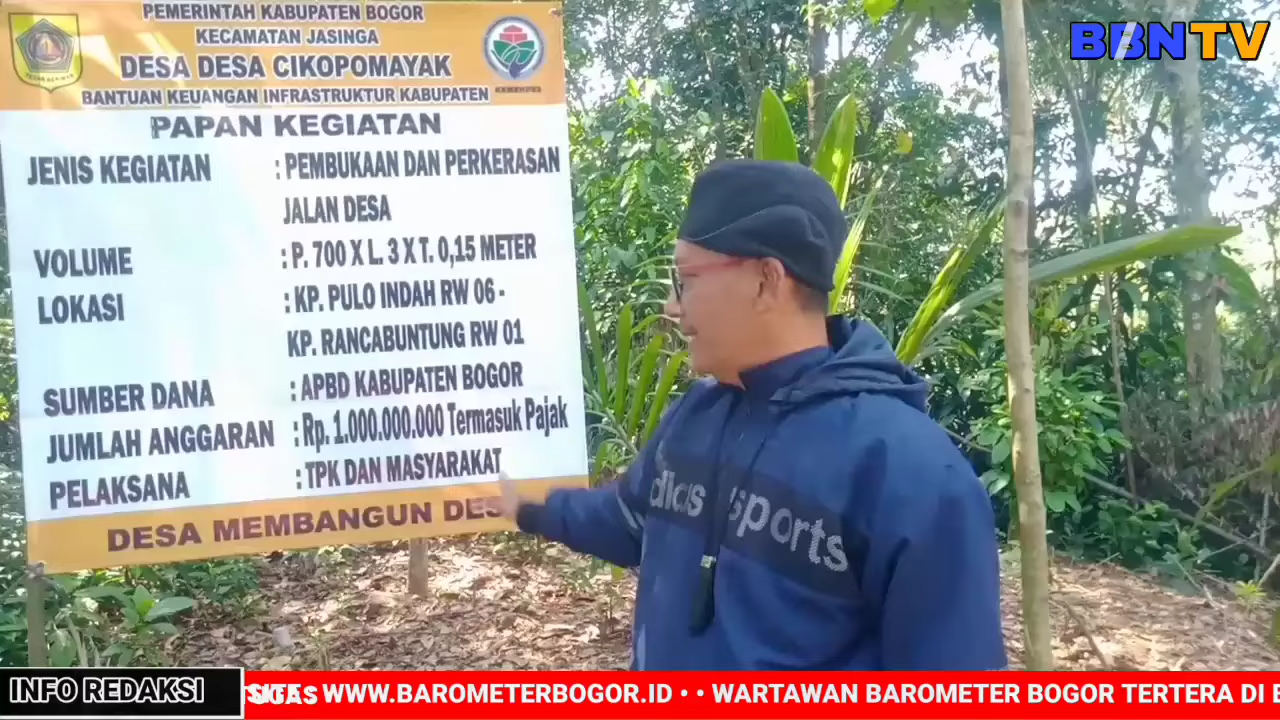 PEMERINTAH KABUPATEN BOGOR
KECAMATAN JASINGA
DESA DESA CIKOPOMAYAK
BANTUAN KEUANGAN INFRASTRUKTUR KABUPATEN
PAPAN KEGIATAN
JENIS KEGIATAN : PEMBUKAAN DAN PERKERASAN
JALAN DESA
VOLUME : P. 700 X L. 3 X T. 0,15 METER
LOKASI : KP. PULO INDAH RW 06 -
KP. RANCABUNTUNG RW 01
SUMBER DANA : APBD KABUPATEN BOGOR
JUMLAH ANGGARAN : Rp. 1.000.000.000 Termasuk Pajak
PELAKSANA : TPK DAN MASYARAKAT
DESA MEMBANGUN DES
BBNTV
sports
INFO REDAKSI
WWW.BAROMETERBOGOR.ID • • WARTAWAN BAROMETER BOGOR TERTERA DI